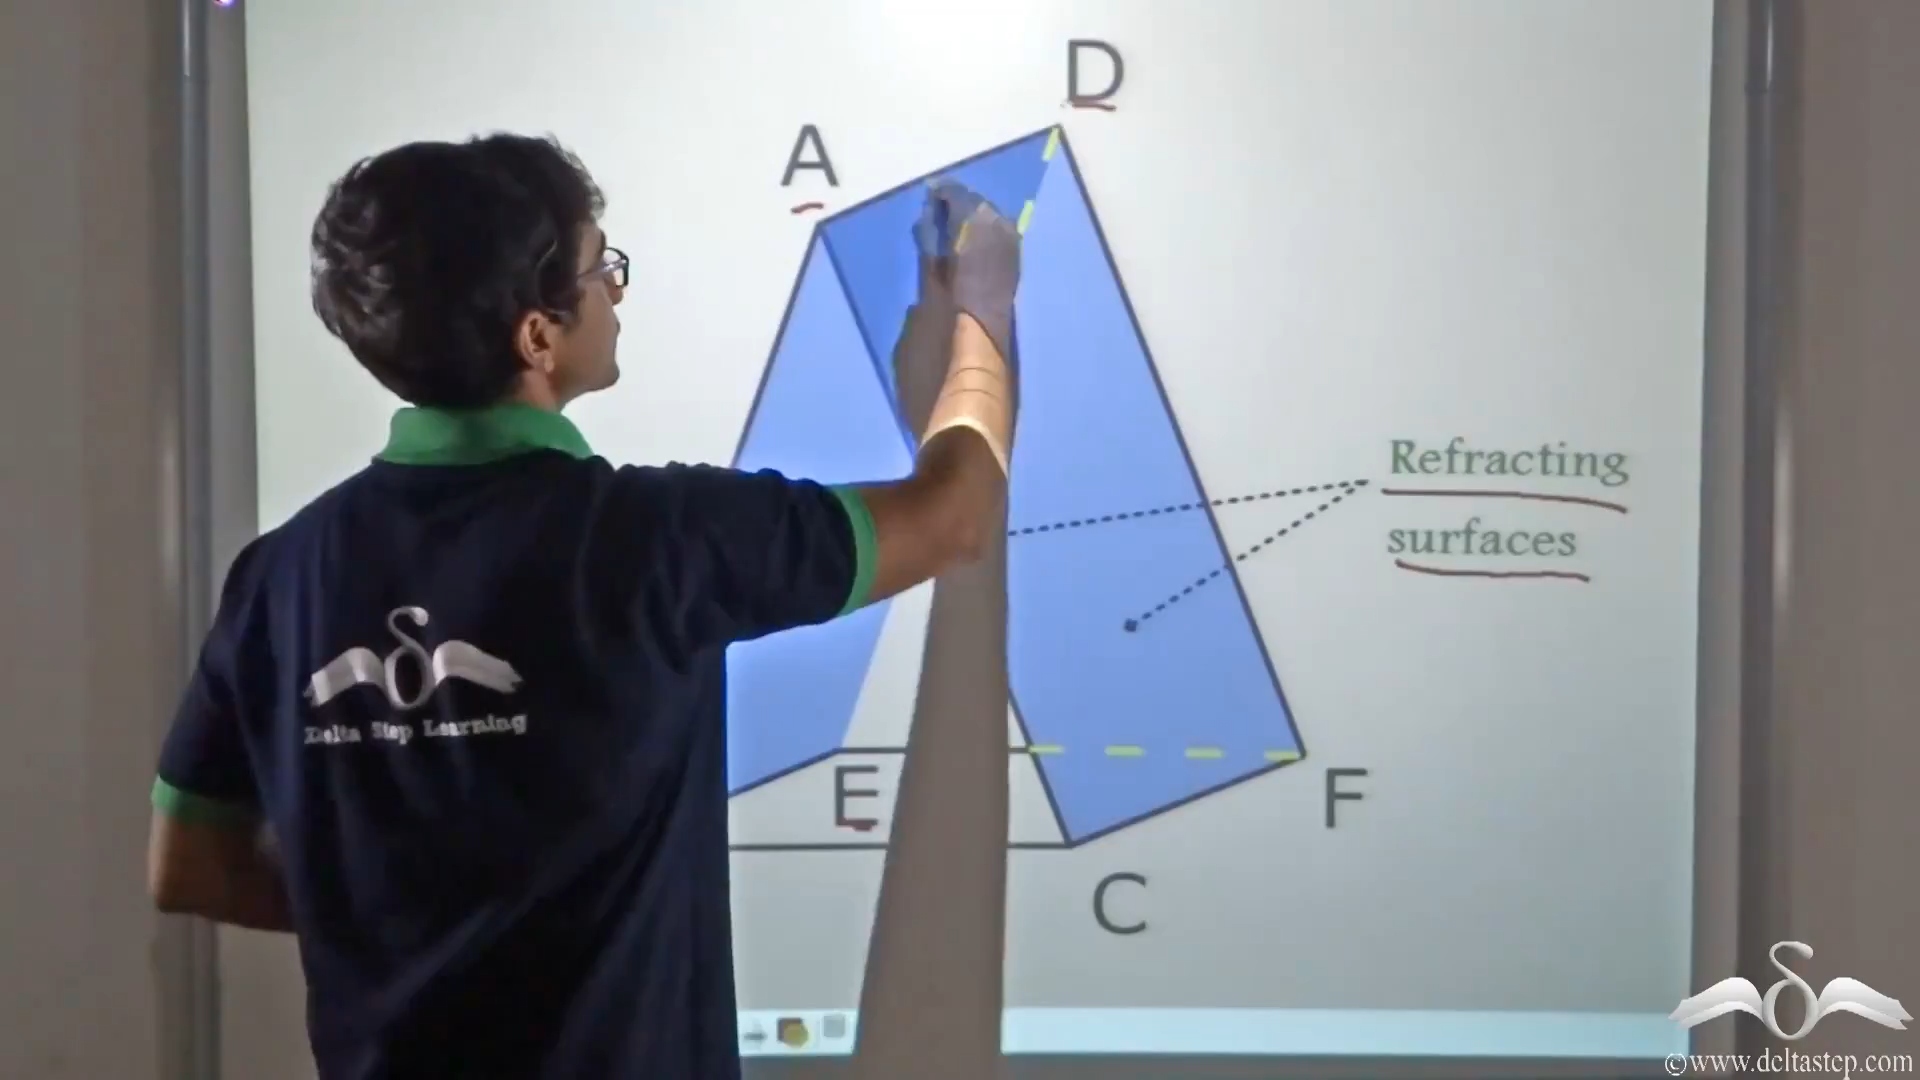 D
A
Refracting
surfaces
E
F
C
Delta Step Learning
©www.deltastep.com